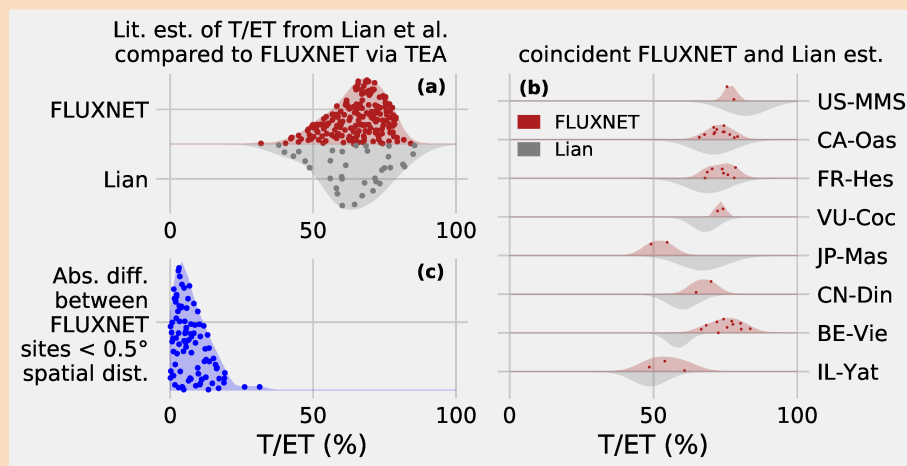 Lit. est. of T/ET from Lian et al.
compared to FLUXNET via TEA
(a)
FLUXNET
Lian
0 50 100
Abs. diff.
between
FLUXNET
sites < 0.5°
spatial dist.
(c)
0 50 100
T/ET (%)
coincident FLUXNET and Lian est.
(b)
FLUXNET
Lian
US-MMS
CA-Oas
FR-Hes
VU-Coc
JP-Mas
CN-Din
BE-Vie
IL-Yat
0 50 100
T/ET (%)